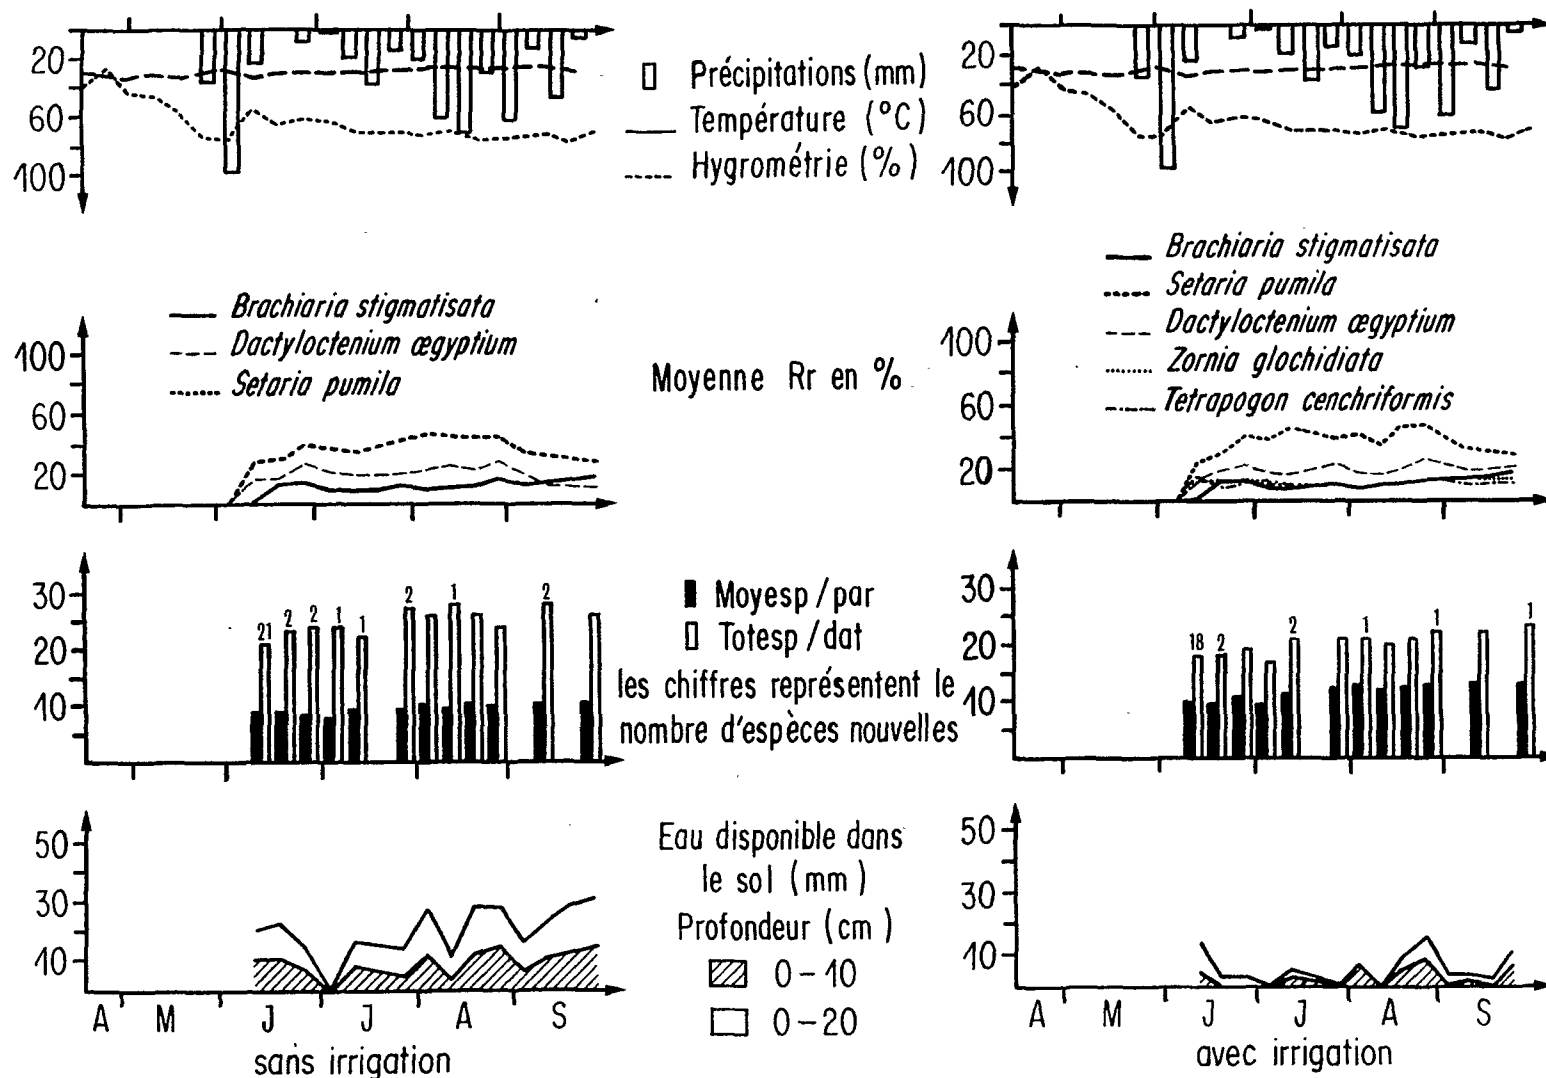 20
60
100
Précipitations (mm)
Température (°C)
Hygrométrie (%)
20
60
100
Brachiaria stigmatisata
Dactyloctenium ægyptium
Setaria pumila
100
60
20
Moyenne Rr en %
Brachiaria stigmatisata
Setaria pumila
Dactyloctenium ægyptium
Zornia glochidiata
Tetrapogon cenchriformis
100
60
20
30
20
10
21 2 2 1 1 2 1 2
Moyesp/par
Totesp/dat
les chiffres représentent le
nombre d'espèces nouvelles
30
20
10
18 2 2 1 1 1
50
30
10
A M J J A S
sans irrigation
Eau disponible dans
le sol (mm)
Profondeur (cm)
0-10
0-20
50
30
10
A M J J A S
avec irrigation